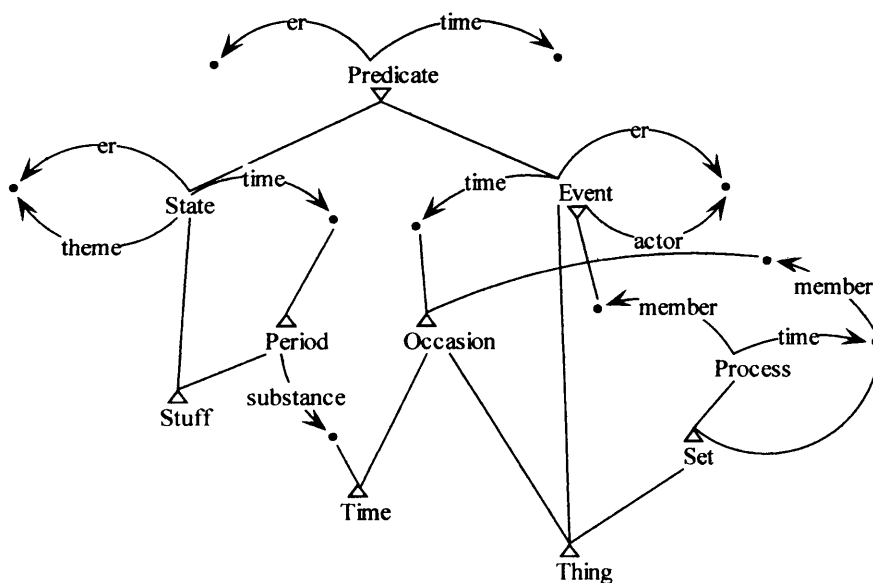 er
time
Predicate
er
er
time
time
State
Event
theme
actor
member
member
Period
Occasion
time
Process
substance
Stuff
Set
Time
Thing